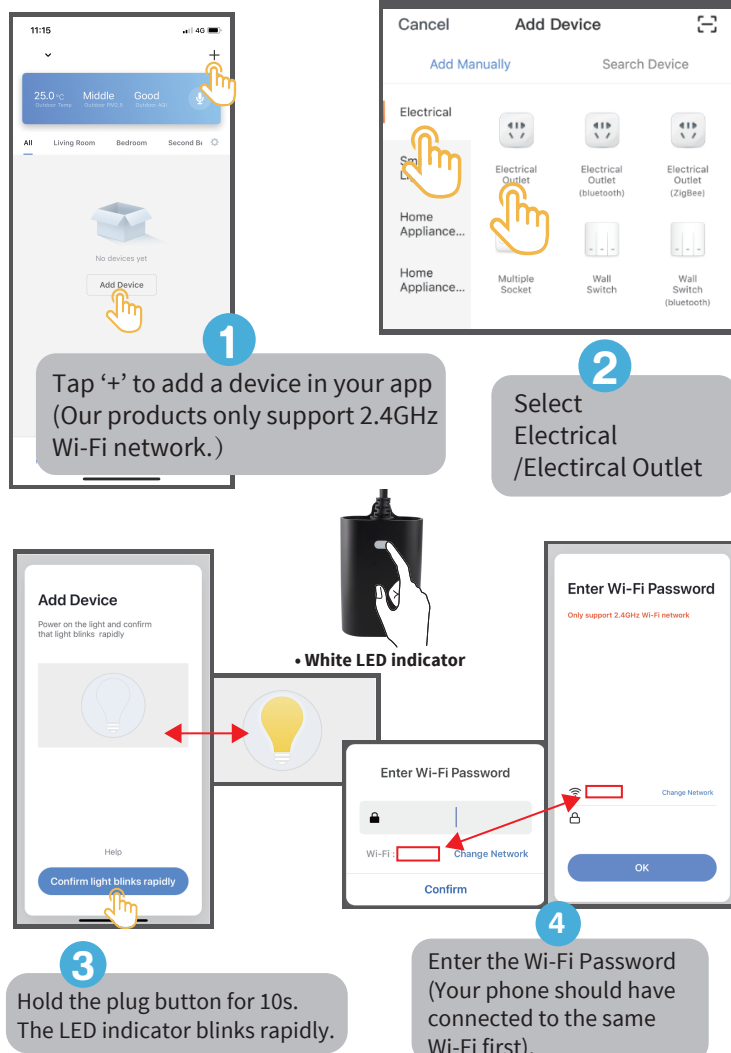 11:15
4G
+
25.0 °C Middle Good
Outdoor Temp Outdoor PM2.5 Outdoor AQI
All Living Room Bedroom
No devices yet
Add Device
1
Tap ‘+’ to add a device in your app
(Our products only support 2.4GHz
Wi-Fi network.）
Cancel Add Device
Add Manually Search Device
Electrical
Home
Appliance...
Home
Appliance...
Electrical
Outlet
Electrical
Outlet
(bluetooth)
Electrical
Outlet
(ZigBee)
Multiple
Socket
Wall
Switch
Wall
Switch
(bluetooth)
2
Select
Electrical
/Electircal Outlet
Add Device
Power on the light and confirm
that light blinks rapidly
Help
Confirm light blinks rapidly
3
Hold the plug button for 10s.
The LED indicator blinks rapidly.
• White LED indicator
Enter Wi-Fi Password
Wi-Fi : Change Network
Confirm
Enter Wi-Fi Password
Only support 2.4GHz Wi-Fi network
Change Network
OK
4
Enter the Wi-Fi Password
(Your phone should have
connected to the same
Wi-Fi first).